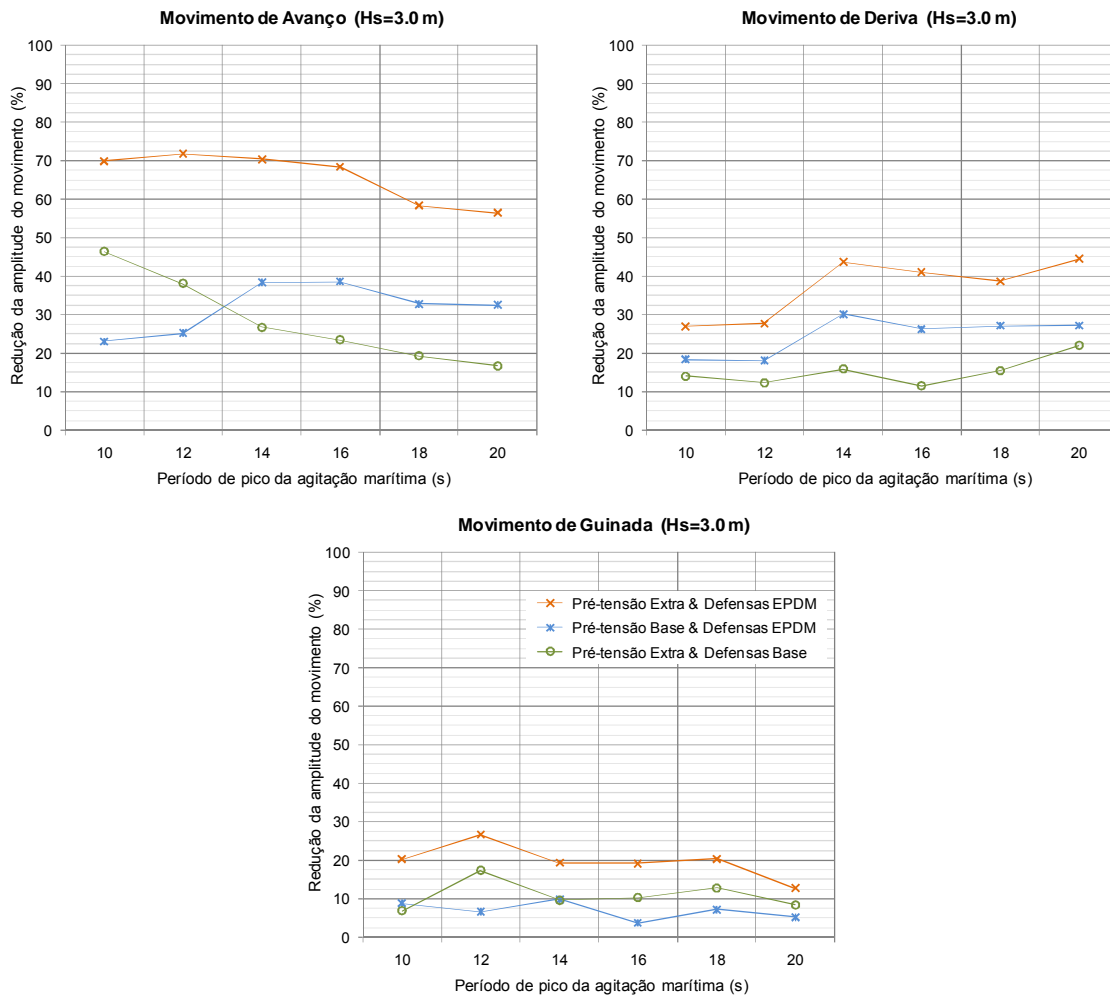 Movimento de Avanço (Hs=3.0 m)
Redução da amplitude do movimento (%)
100
90
80
70
60
50
40
30
20
10
0
10 12 14 16 18 20
Período de pico da agitação marítima (s)
Movimento de Deriva (Hs=3.0 m)
Redução da amplitude do movimento (%)
100
90
80
70
60
50
40
30
20
10
0
10 12 14 16 18 20
Período de pico da agitação marítima (s)
Movimento de Guinada (Hs=3.0 m)
Redução da amplitude do movimento (%)
100
90
80
70
60
50
40
30
20
10
0
Pré-tensão Extra & Defensas EPDM
Pré-tensão Base & Defensas EPDM
Pré-tensão Extra & Defensas Base
10 12 14 16 18 20
Período de pico da agitação marítima (s)